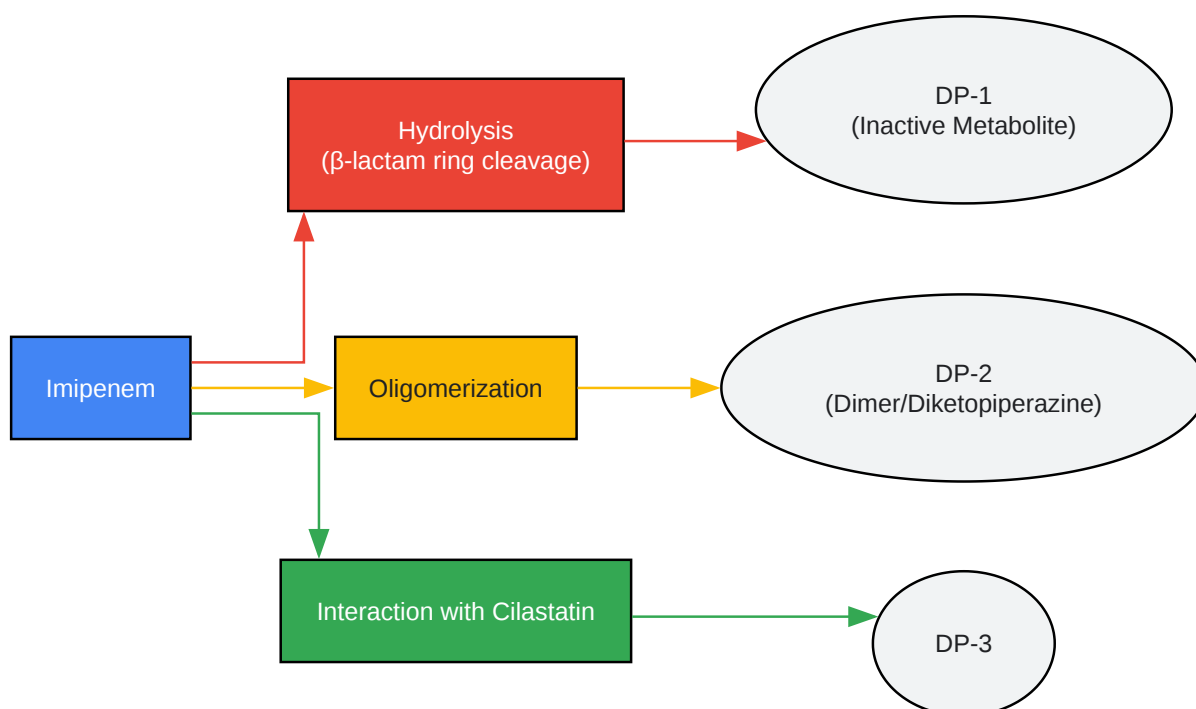 Hydrolysis
(β-lactam ring cleavage)
DP-1
(Inactive Metabolite)
Imipenem
Oligomerization
DP-2
(Dimer/Diketopiperazine)
Interaction with Cilastatin
DP-3